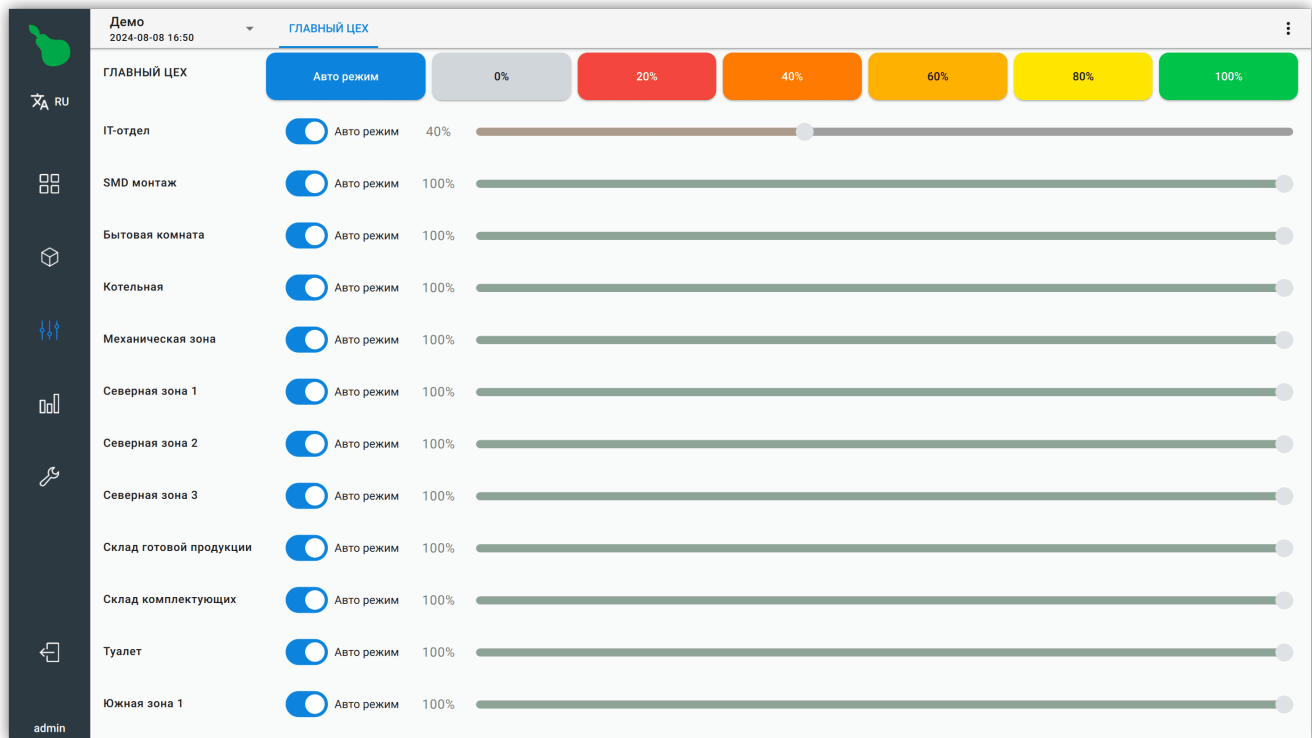 Демо
2024-08-08 16:50
ГЛАВНЫЙ ЦЕХ
RU
ГЛАВНЫЙ ЦЕХ Авто режим 0% 20% 40% 60% 80% 100%
IT-отдел Авто режим 40%
SMD монтаж Авто режим 100%
Бытовая комната Авто режим 100%
Котельная Авто режим 100%
Механическая зона Авто режим 100%
Северная зона 1 Авто режим 100%
Северная зона 2 Авто режим 100%
Северная зона 3 Авто режим 100%
Склад готовой продукции Авто режим 100%
Склад комплектующих Авто режим 100%
Туалет Авто режим 100%
Южная зона 1 Авто режим 100%
admin